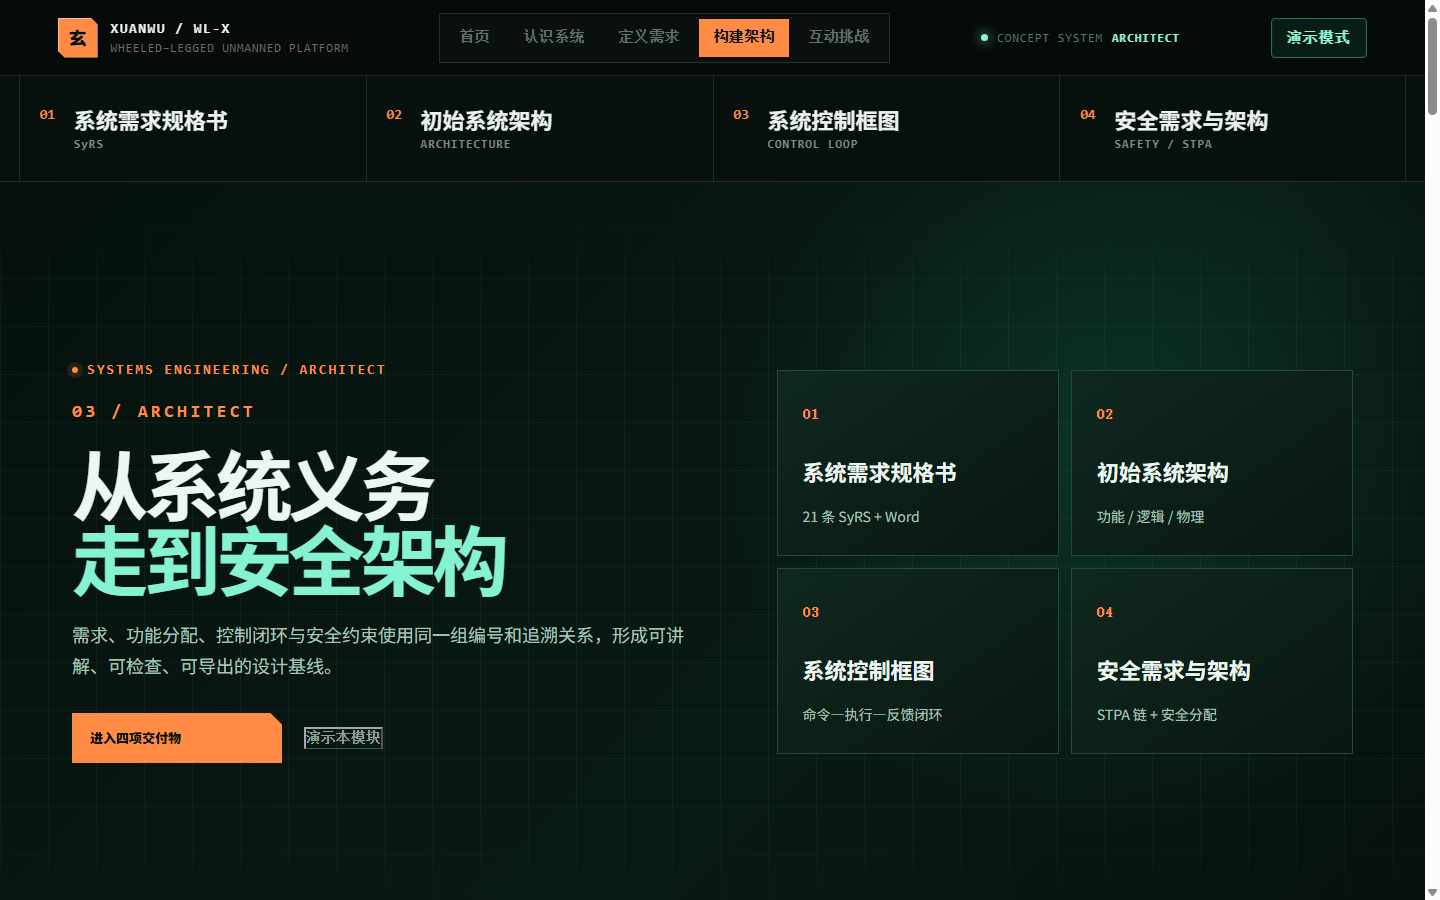 玄
XUANWU / WL-X
WHEELED-LEGGED UNMANNED PLATFORM
首页
认识系统
定义需求
构建架构
互动挑战
CONCEPT SYSTEM ARCHITECT
演示模式
01
系统需求规格书
SyRS
02
初始系统架构
ARCHITECTURE
03
系统控制框图
CONTROL LOOP
04
安全需求与架构
SAFETY / STPA
SYSTEMS ENGINEERING / ARCHITECT
03 / ARCHITECT
从系统义务
走到安全架构
需求、功能分配、控制闭环与安全约束使用同一组编号和追溯关系，形成可讲
解、可检查、可导出的设计基线。
进入四项交付物
演示本模块
01
系统需求规格书
21 条 SyRS + Word
02
初始系统架构
功能 / 逻辑 / 物理
03
系统控制框图
命令—执行—反馈闭环
04
安全需求与架构
STPA 链 + 安全分配